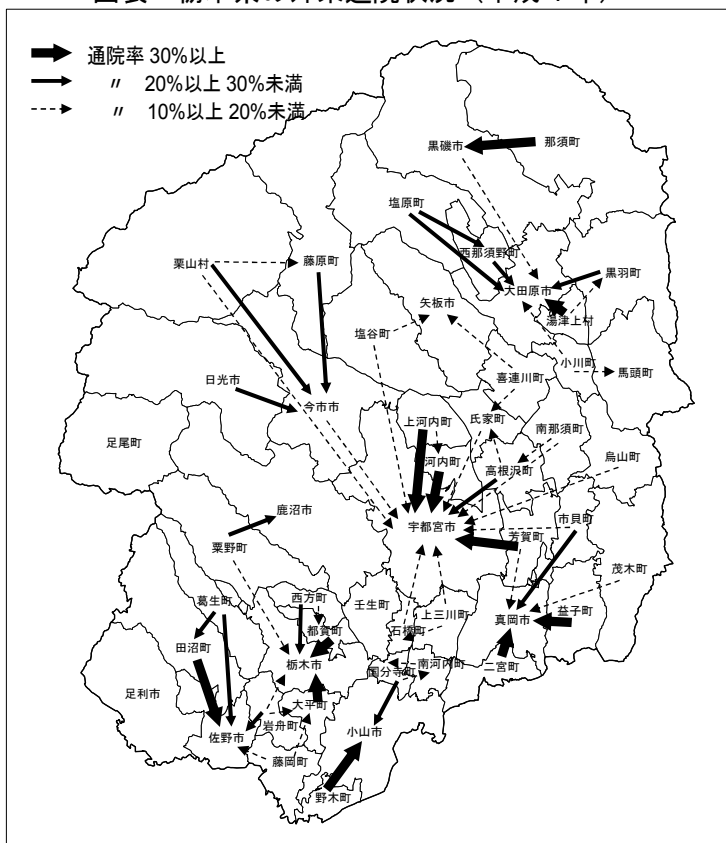 通院率 30%以上
〃 20%以上 30%未満
〃 10%以上 20%未満
黒磯市
那須町
塩原町
西那須野町
栗山村
藤原町
黒羽町
大田原市
矢板市
湯津上村
塩谷町
小川町
馬頭町
日光市
喜連川町
今市市
上河内町
氏家町
南那須町
足尾町
河内町
高根沢町
烏山町
鹿沼市
宇都宮市
市貝町
芳賀町
粟野町
茂木町
葛生町
西方町
壬生町
上三川町
真岡市
益子町
都賀町
石橋町
田沼町
栃木市
国分寺町
南河内町
二宮町
足利市
大平町
岩舟町
小山市
佐野市
藤岡町
野木町